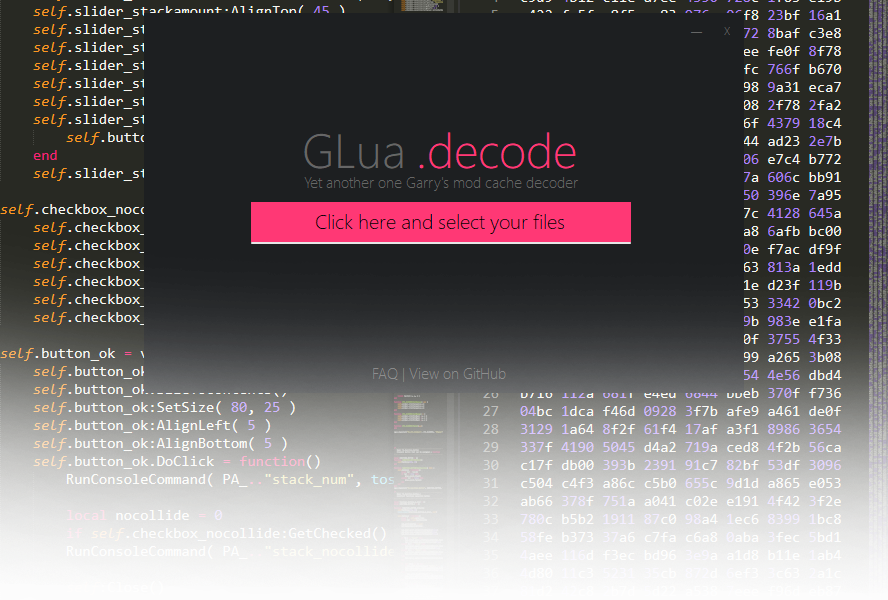 self.slider_stackamount:AlignTop( 45 )
self.slider_st
self.slider_st
self.slider_st
self.slider_st
self.slider_st
self.slider_st
self.butto
end
self.slider_st
self.checkbox_noco
self.checkbox_
self.checkbox_
self.checkbox_
self.checkbox_
self.checkbox_
self.button_ok = v
self.button_ok
self.button_ok
self.button_ok:SetSize( 80, 25 )
self.button_ok:AlignLeft( 5 )
self.button_ok:AlignBottom( 5 )
self.button_ok.DoClick = function()
RunConsoleCommand( PA_.."stack_num", tos
local nocollide = 0
if self.checkbox_nocollide:GetChecked()
RunConsoleCommand( PA_.."stack_nocollide
— X
GLua .decode
Yet another one Garry's mod cache decoder
Click here and select your files
FAQ | View on GitHub
f8 23bf 16a1
72 8baf c3e8
ee fe0f 8f78
fc 766f b670
98 9a31 eca7
08 2f78 2fa2
6f 4379 18c4
44 ad23 2e7b
06 e7c4 b772
7a 606c bb91
50 396e 7a95
7c 4128 645a
a8 6afb bc00
0e f7ac df9f
63 813a 1edd
1e d23f 119b
53 3342 0bc2
9b 983e e1fa
0f 3755 4f33
99 a265 3b08
54 4e56 dbd4
26 b716 112a 681f e4ed 6844 bbeb 370f f736
27 04bc 1dca f46d 0928 3f7b afe9 a461 de0f
28 3129 1a64 8f2f 61f4 17af a3f1 8986 3654
29 337f 4190 5045 d4a2 719a ced8 4f2b 56ca
30 c17f db00 393b 2391 91c7 82bf 53df 3096
31 c504 c4f3 a86c c5b0 655c 9d1d a865 e053
32 ab66 378f 751a a041 c02e e191 4f42 3f2e
33 780c b5b2 1911 87c0 98a4 1ec6 8399 1bc8
34 58fe b373 37a6 c7fa c6a8 0aba 3fec 5bd1
35 4aee 116d f3ec bd96 3e9a a1d8 b11e 1ab4